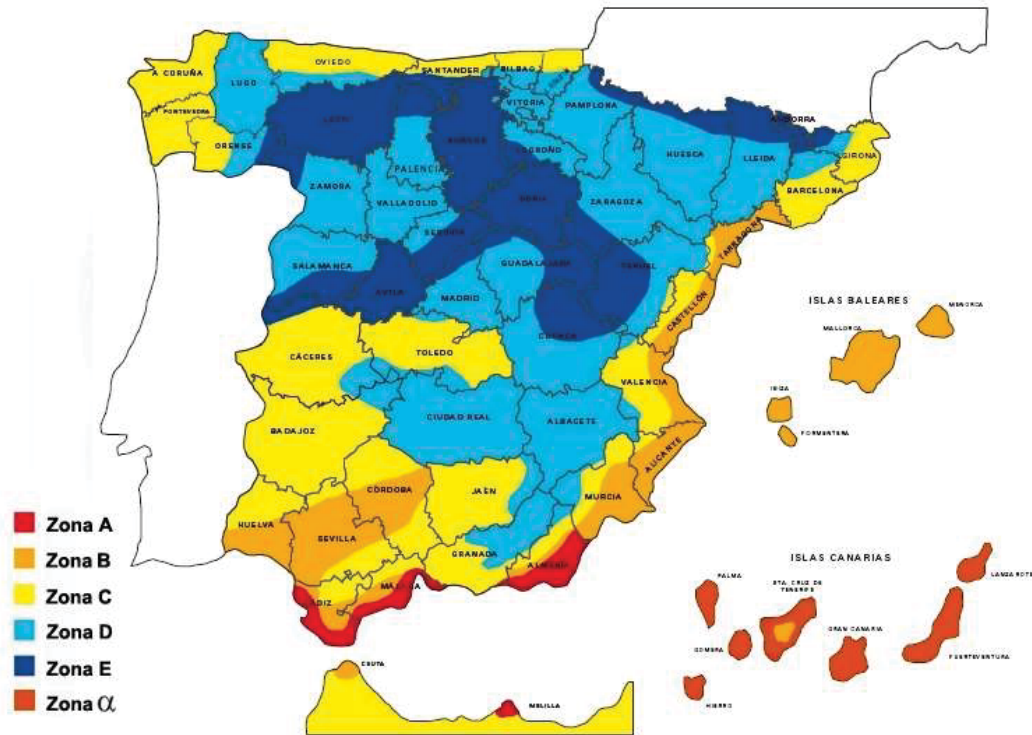 OVIEDO
SANTANDER
BILBAO
A CORUÑA
LUGO
VITORIA
PAMPLONA
PONTEVEDRA
LEÓN
BURGOS
ANDORRA
ORENSE
LOGROÑO
HUESCA
LLEIDA
GIRONA
PALENCIA
ZAMORA
VALLADOLID
SORIA
ZARAGOZA
BARCELONA
SEGOVIA
TARRAGONA
SALAMANCA
GUADALAJARA
TERUEL
AVILA
MADRID
CASTELLÓN
CUENCA
CÁCERES
TOLEDO
VALENCIA
BADAJOZ
CIUDAD REAL
ALBACETE
ALICANTE
CÓRDOBA
JAÉN
MURCIA
HUELVA
SEVILLA
GRANADA
ALMERÍA
MÁLAGA
CÁDIZ
CEUTA
MELILLA
ISLAS BALEARES
MENORCA
MALLORCA
IBIZA
FORMENTERA
ISLAS CANARIAS
PALMA
STA. CRUZ DE
TENERIFE
LANZAROTE
GOMERA
GRAN CANARIA
FUERTEVENTURA
HIERRO
Zona A
Zona B
Zona C
Zona D
Zona E
Zona α